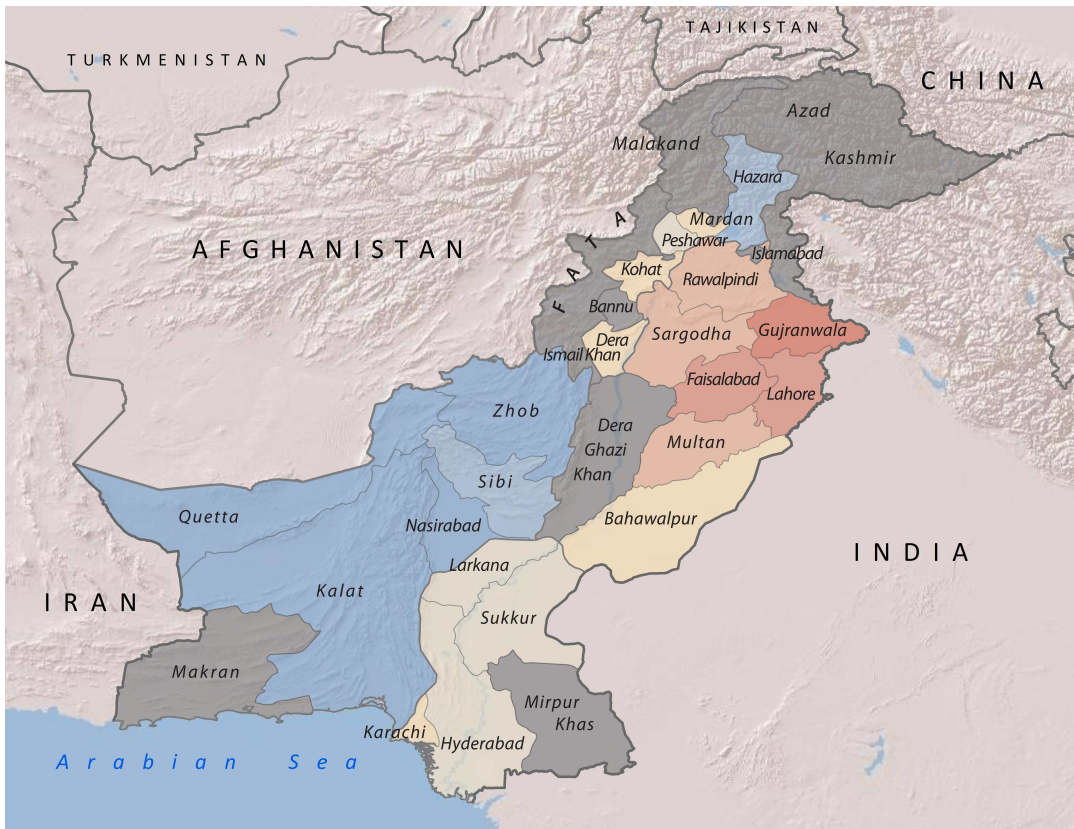 TAJIKISTAN
TURKMENISTAN
CHINA
Azad
Malakand
Kashmir
Hazara
Mardan
FATA
Peshawar
AFGHANISTAN
Islamabad
Kohat
Rawalpindi
Bannu
Gujranwala
Sargodha
Dera
Ismail Khan
Faisalabad
Lahore
Zhob
Dera
Ghazi
Khan
Multan
Sibi
Quetta
Nasirabad
Bahawalpur
INDIA
Larkana
Kalat
IRAN
Sukkur
Makran
Mirpur
Khas
Karachi
Hyderabad
Arabian Sea